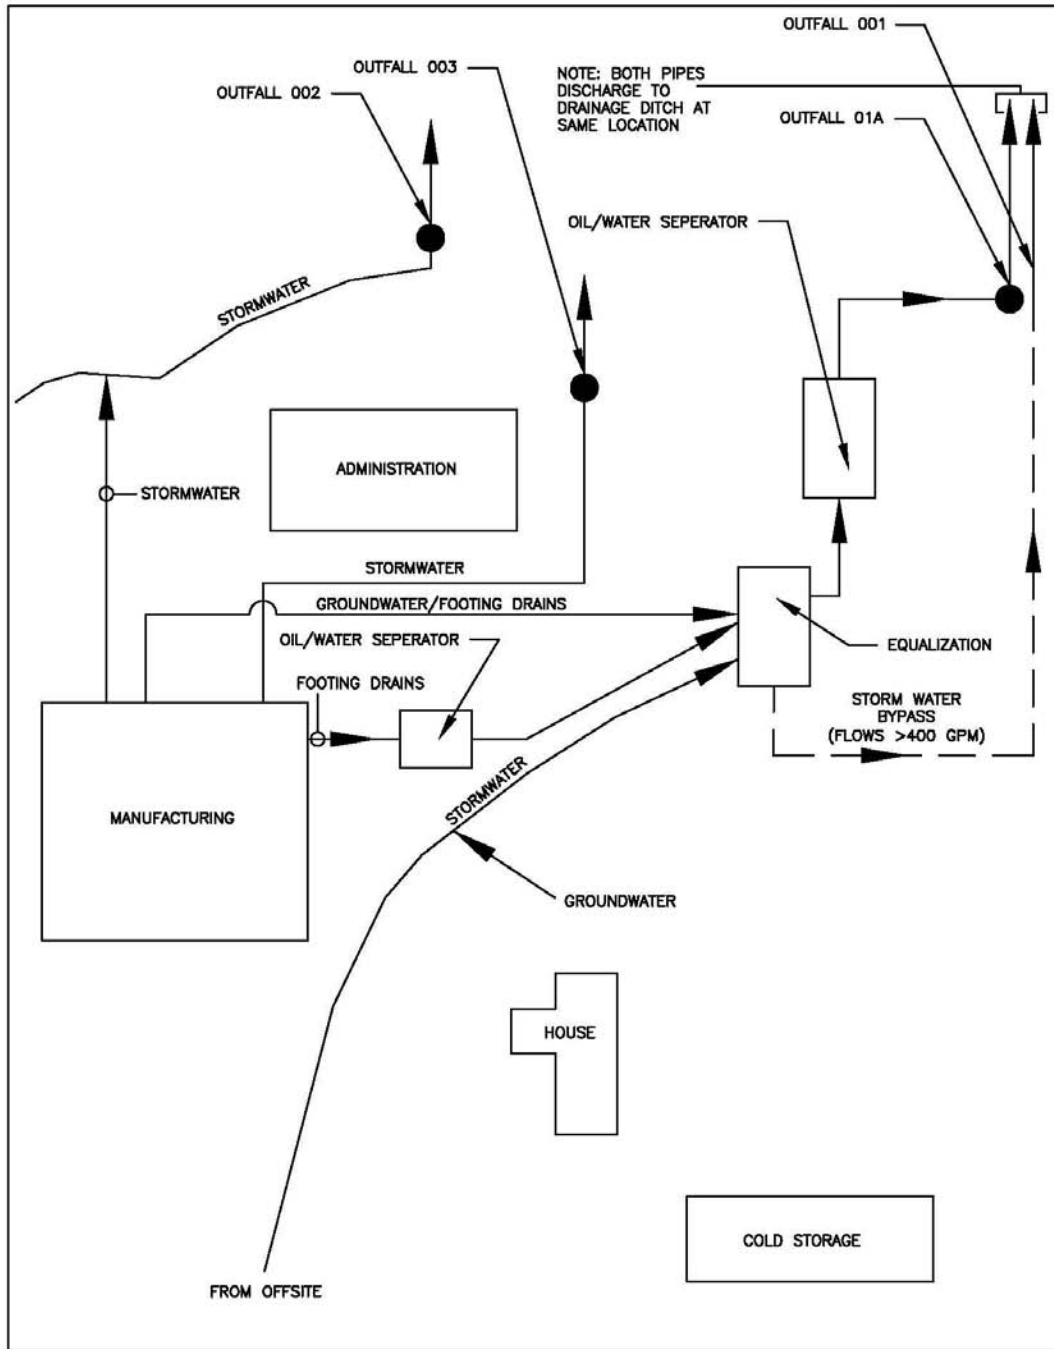 OUTFALL 001
OUTFALL 003
OUTFALL 002
NOTE: BOTH PIPES
DISCHARGE TO
DRAINAGE DITCH AT
SAME LOCATION
OUTFALL 01A
OIL/WATER SEPERATOR
STORMWATER
ADMINISTRATION
STORMWATER
STORMWATER
GROUNDWATER/FOOTING DRAINS
OIL/WATER SEPERATOR
EQUALIZATION
FOOTING DRAINS
STORM WATER
BYPASS
(FLOWS >400 GPM)
STORMWATER
MANUFACTURING
GROUNDWATER
HOUSE
COLD STORAGE
FROM OFFSITE